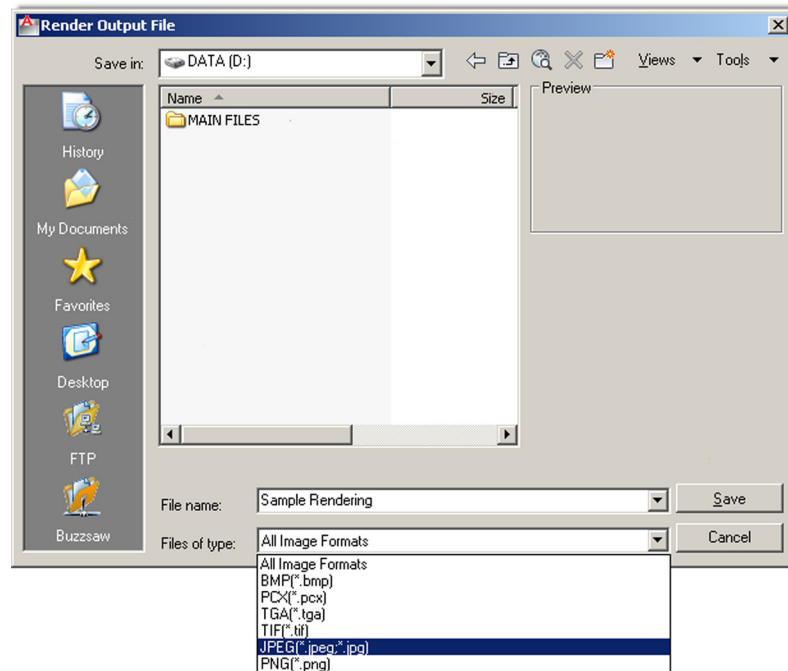 Render Output File
Save in:
DATA (D:)
Views
Tools
Name
Size
MAIN FILES
Preview
History
My Documents
Favorites
Desktop
FTP
Buzzsaw
File name:
Sample Rendering
Save
Files of type:
All Image Formats
Cancel
All Image Formats
BMP(*.bmp)
PCX(*.pcx)
TGA(*.tga)
TIF(*.tif)
JPEG(*.jpeg;*.jpg)
PNG(*.png)